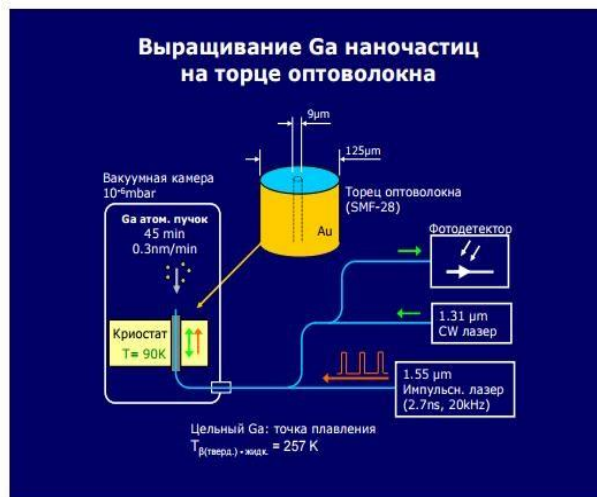 Выращивание Ga наночастиц
на торце оптоволокна
9µm
125µm
Вакуумная камера
10⁻⁶mbar
Торец оптоволокна
(SMF-28)
Au
Ga атом. пучок
45 min
0.3nm/min
Фотодетектор
Криостат
T= 90K
1.31 µm
CW лазер
1.55 µm
Импульсн. лазер
(2.7ns, 20kHz)
Цельный Ga: точка плавления
Tβ(тверд.) - жидк. = 257 K